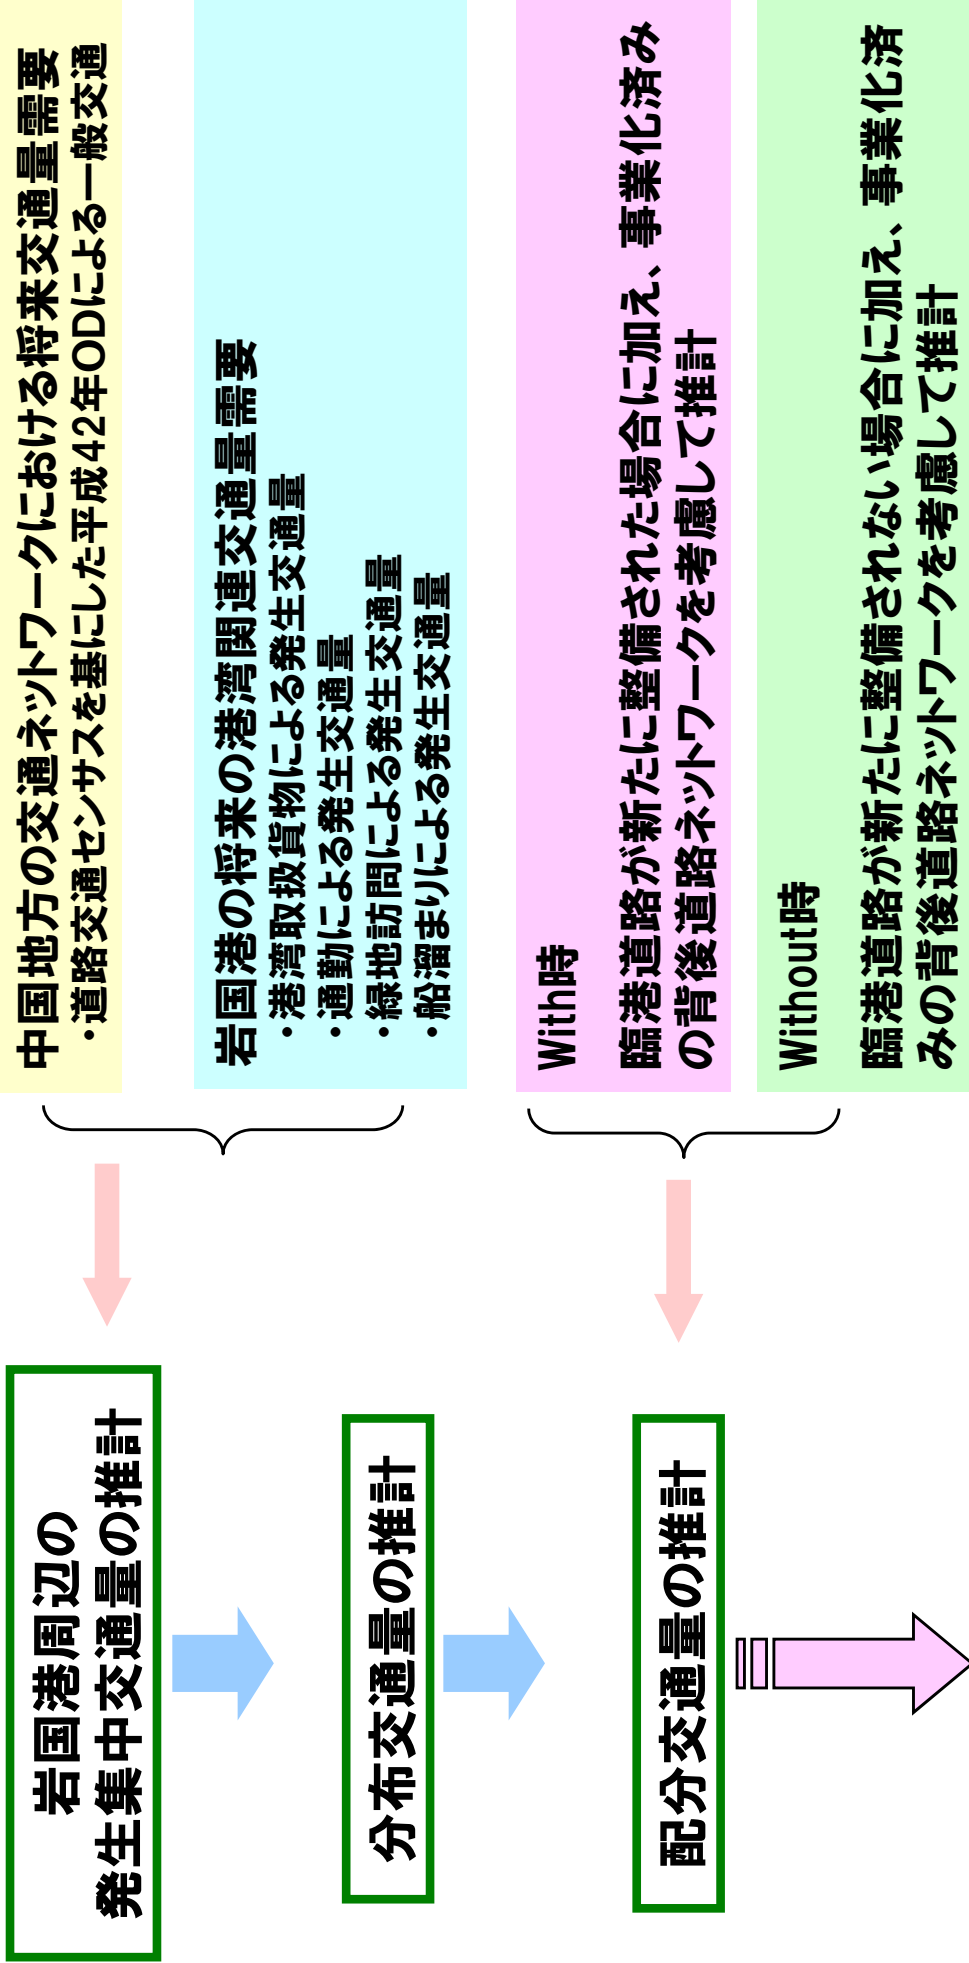 岩国港周辺の
発生集中交通量の推計
中国地方の交通ネットワークにおける将来交通量需要
・道路交通センサスを基にした平成42年ODによる一般交通
岩国港の将来の港湾関連交通量需要
・港湾取扱貨物による発生交通量
・通勤による発生交通量
・緑地訪問による発生交通量
・船溜まりによる発生交通量
分布交通量の推計
配分交通量の推計
With時
臨港道路が新たに整備された場合に加え、事業化済み
の背後道路ネットワークを考慮して推計
Without時
臨港道路が新たに整備されない場合に加え、事業化済
みの背後道路ネットワークを考慮して推計